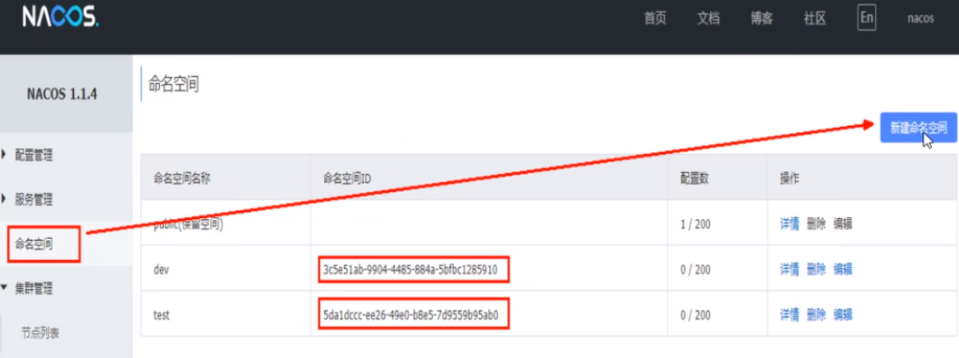 NACOS.
首页 文档 博客 社区 En nacos
NACOS 1.1.4
配置管理
服务管理
命名空间
集群管理
节点列表
命名空间
新建命名空间
命名空间名称 命名空间ID 配置数 操作
public(保留空间) 1 / 200 详情 删除 编辑
dev 3c5e51ab-9904-4485-884a-5bfbc1285910 0 / 200 详情 删除 编辑
test 5da1dccc-ee26-49e0-b8e5-7d9559b95ab0 0 / 200 详情 删除 编辑